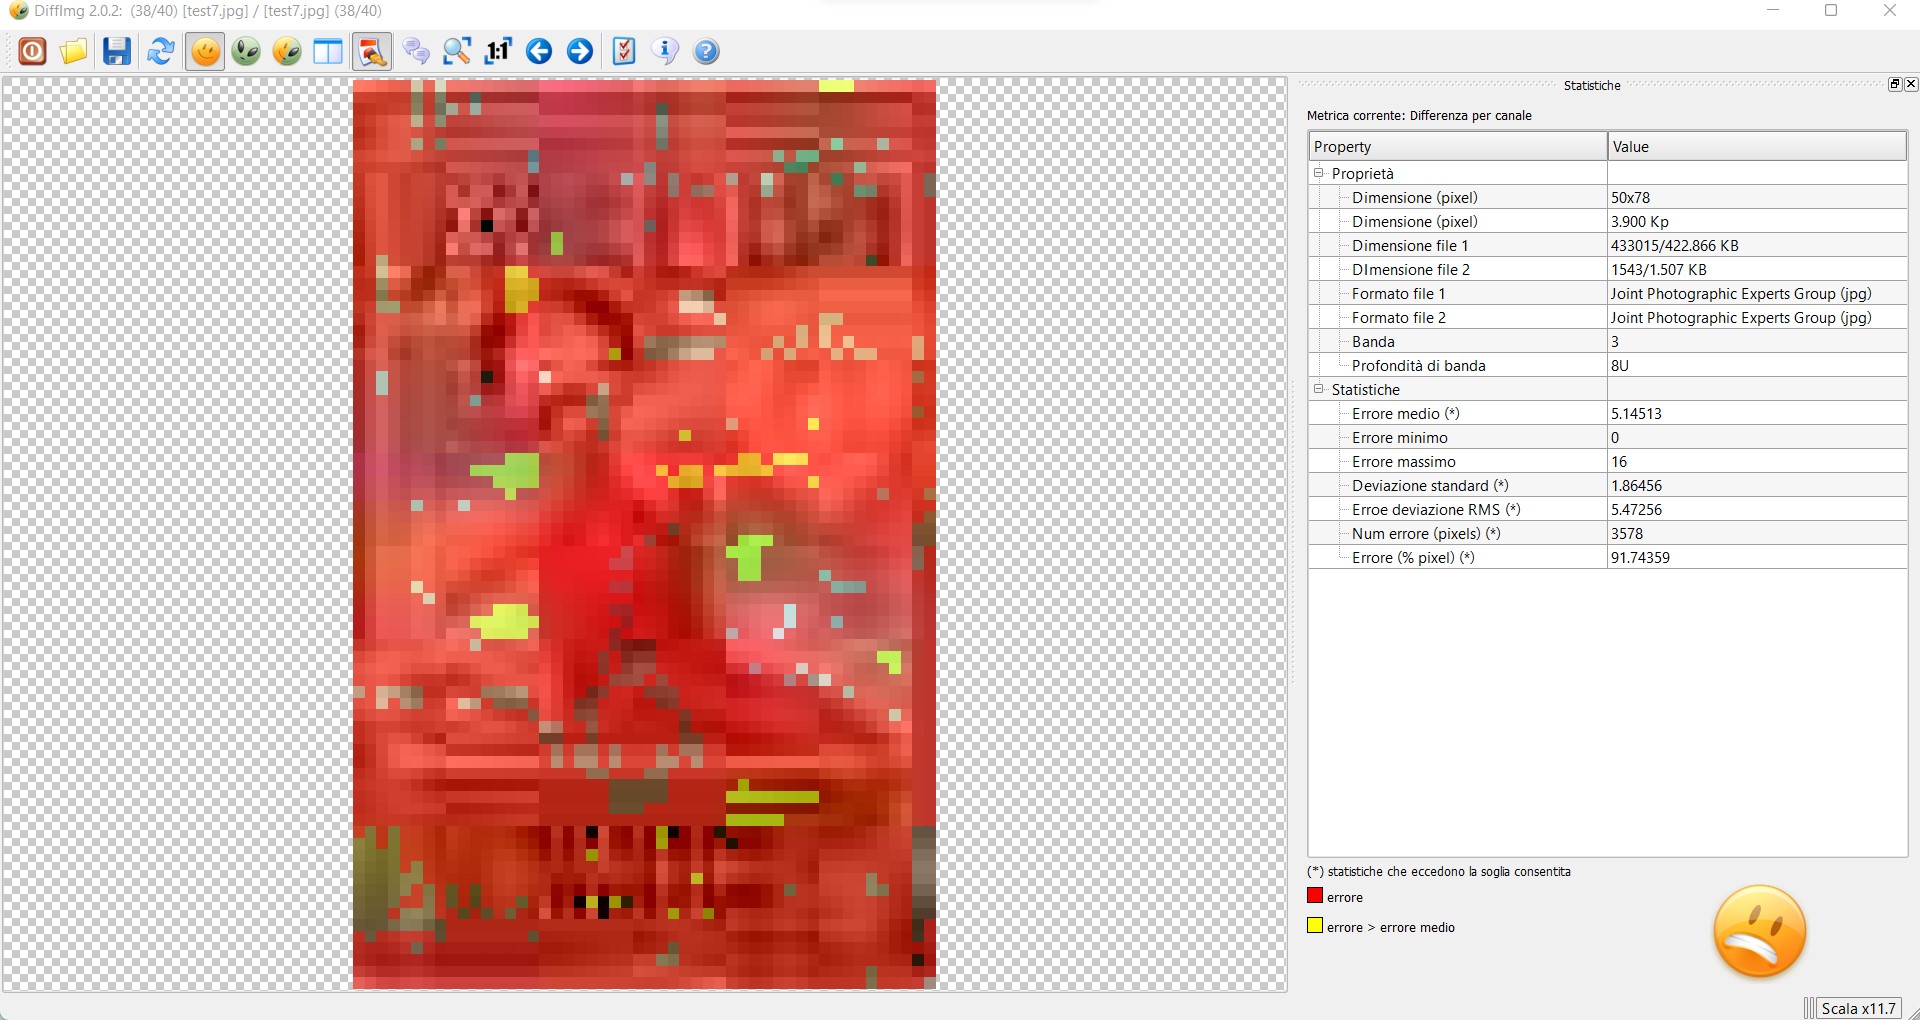 DiffImg 2.0.2: (38/40) [test7.jpg] / [test7.jpg] (38/40)
1:1
Statistiche
Metrica corrente: Differenza per canale
Property Value
Proprietà
Dimensione (pixel) 50x78
Dimensione (pixel) 3.900 Kp
Dimensione file 1 433015/422.866 KB
DImensione file 2 1543/1.507 KB
Formato file 1 Joint Photographic Experts Group (jpg)
Formato file 2 Joint Photographic Experts Group (jpg)
Banda 3
Profondità di banda 8U
Statistiche
Errore medio (*) 5.14513
Errore minimo 0
Errore massimo 16
Deviazione standard (*) 1.86456
Erroe deviazione RMS (*) 5.47256
Num errore (pixels) (*) 3578
Errore (% pixel) (*) 91.74359
(*) statistiche che eccedono la soglia consentita
errore
errore > errore medio
Scala x11.7